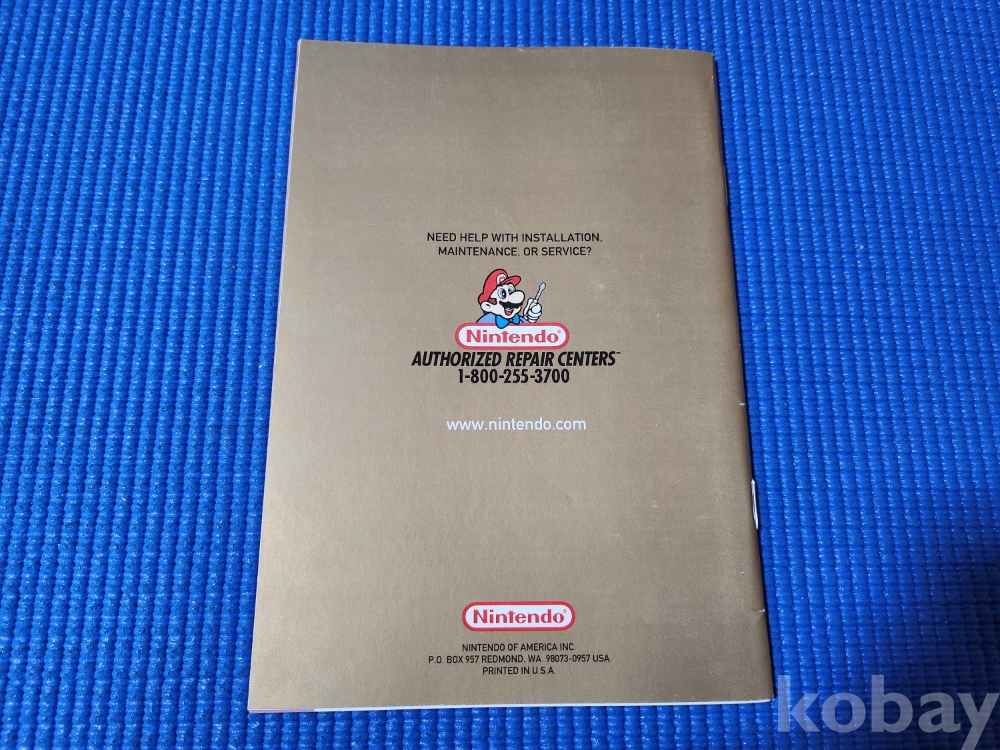 NEED HELP WITH INSTALLATION,
MAINTENANCE, OR SERVICE?
M
Nintendo®
AUTHORIZED REPAIR CENTERS™
1-800-255-3700
www.nintendo.com
Nintendo®
NINTENDO OF AMERICA INC.
P.O. BOX 957 REDMOND, WA 98073-0957 USA
PRINTED IN U.S.A.
kobay